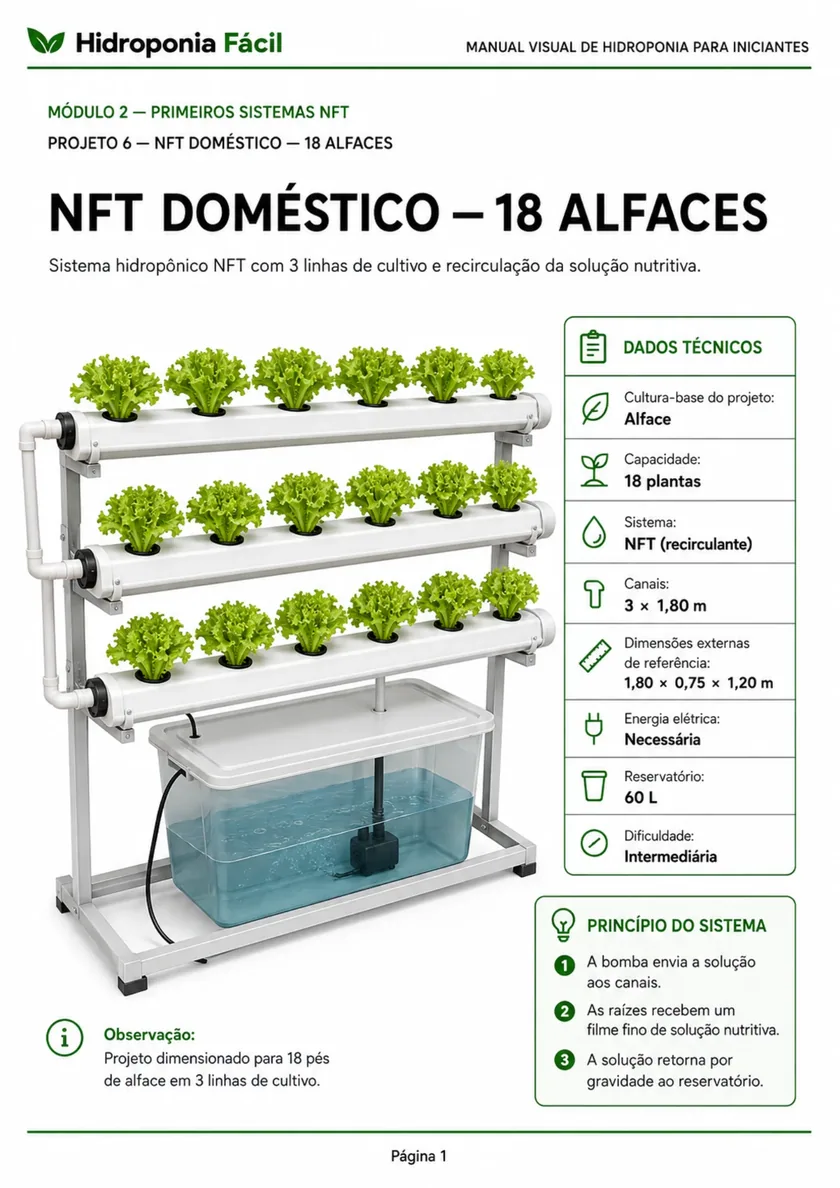 Hidroponia Fácil
MANUAL VISUAL DE HIDROPONIA PARA INICIANTES
MÓDULO 2 — PRIMEIROS SISTEMAS NFT
PROJETO 6 — NFT DOMÉSTICO — 18 ALFACES
NFT DOMÉSTICO – 18 ALFACES
Sistema hidropônico NFT com 3 linhas de cultivo e recirculação da solução nutritiva.
DADOS TÉCNICOS
Cultura-base do projeto:
Alface
Capacidade:
18 plantas
Sistema:
NFT (recirculante)
Canais:
3 × 1,80 m
Dimensões externas
de referência:
1,80 × 0,75 × 1,20 m
Energia elétrica:
Necessária
Reservatório:
60 L
Dificuldade:
Intermediária
PRINCÍPIO DO SISTEMA
1 A bomba envia a solução
aos canais.
2 As raízes recebem um
filme fino de solução nutritiva.
3 A solução retorna por
gravidade ao reservatório.
Observação:
Projeto dimensionado para 18 pés
de alface em 3 linhas de cultivo.
Página 1